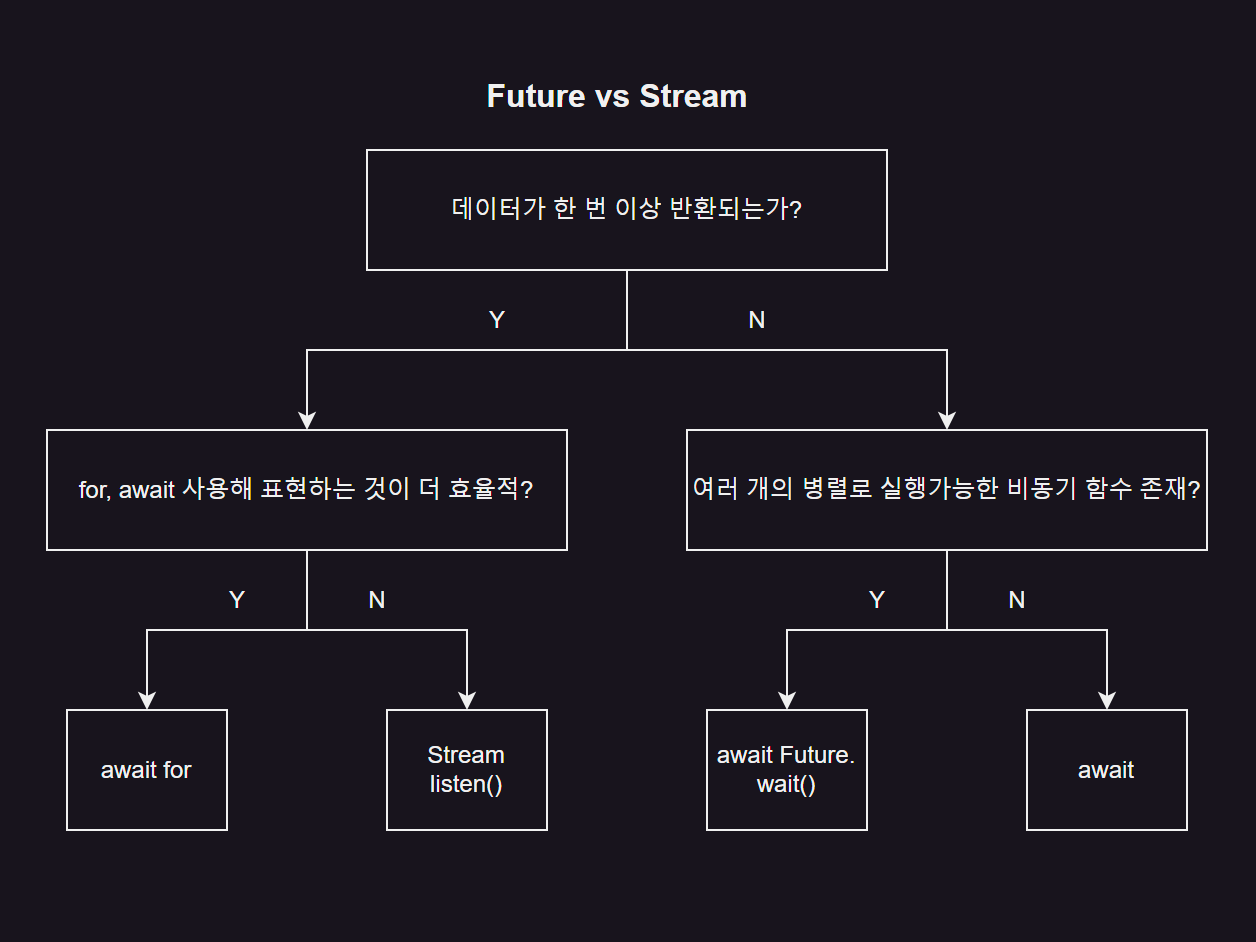 Future vs Stream
데이터가 한 번 이상 반환되는가?
Y
N
for, await 사용해 표현하는 것이 더 효율적?
여러 개의 병렬로 실행가능한 비동기 함수 존재?
Y
N
Y
N
await for
Stream
listen()
await Future.
wait()
await